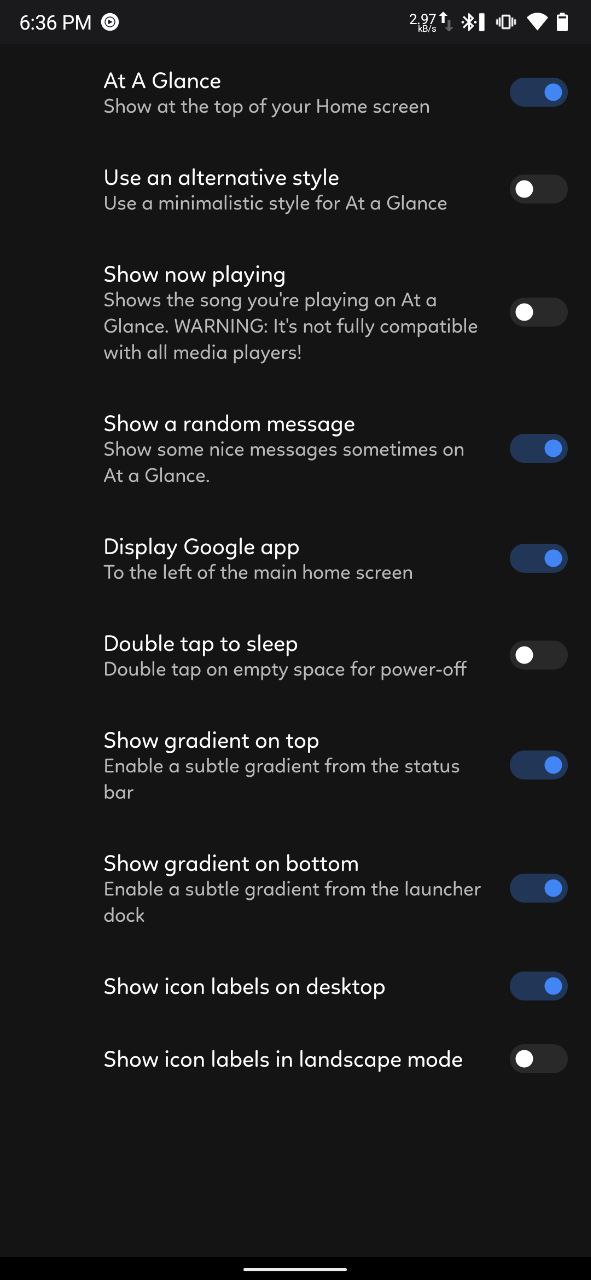 6:36 PM
2.97
kB/s
At A Glance
Show at the top of your Home screen
Use an alternative style
Use a minimalistic style for At a Glance
Show now playing
Shows the song you're playing on At a
Glance. WARNING: It's not fully compatible
with all media players!
Show a random message
Show some nice messages sometimes on
At a Glance.
Display Google app
To the left of the main home screen
Double tap to sleep
Double tap on empty space for power-off
Show gradient on top
Enable a subtle gradient from the status
bar
Show gradient on bottom
Enable a subtle gradient from the launcher
dock
Show icon labels on desktop
Show icon labels in landscape mode